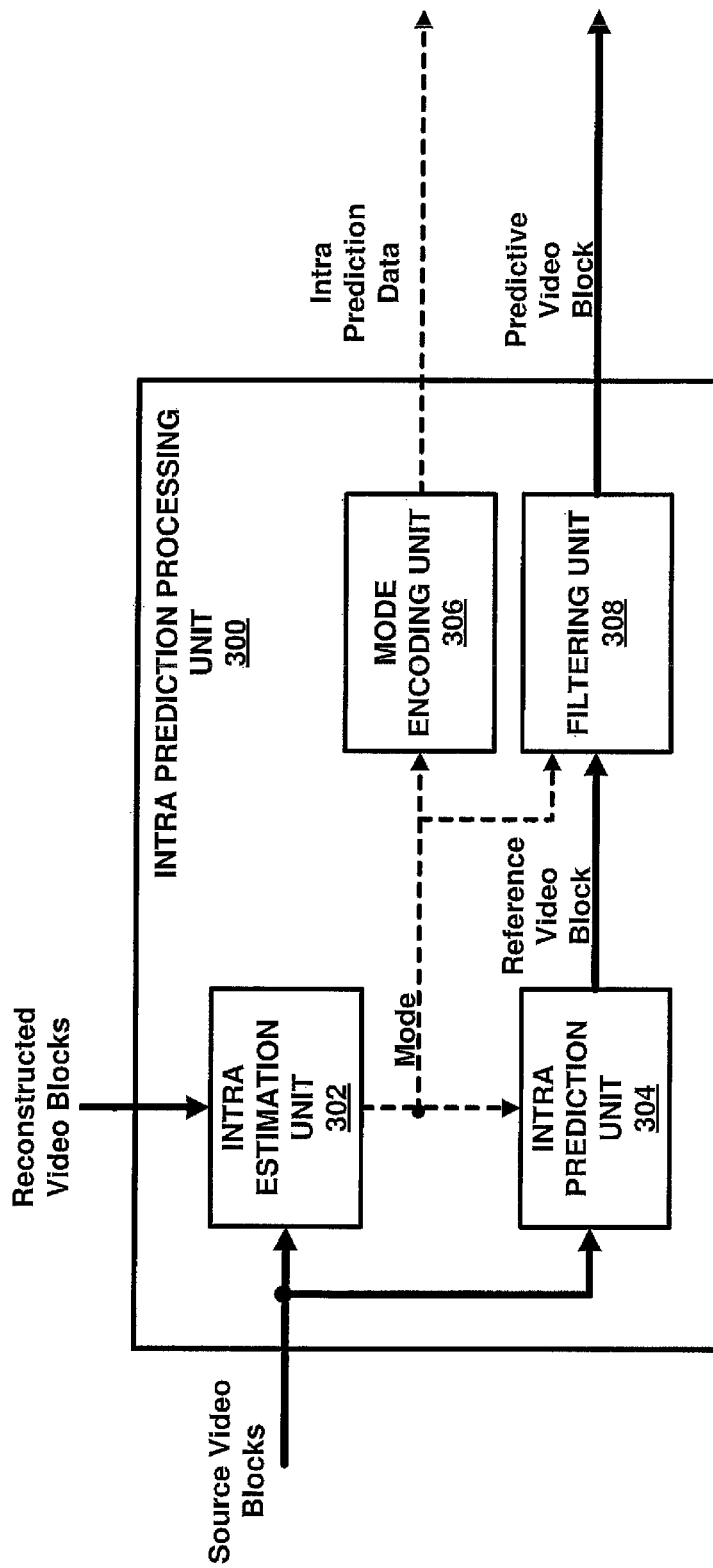 Reconstructed
Video Blocks
Source Video
Blocks
INTRA PREDICTION PROCESSING
UNIT
300
INTRA
ESTIMATION
UNIT
302
Mode
MODE
ENCODING UNIT
306
Intra
Prediction
Data
INTRA
PREDICTION
UNIT
304
Reference
Video
Block
FILTERING UNIT
308
Predictive
Video
Block